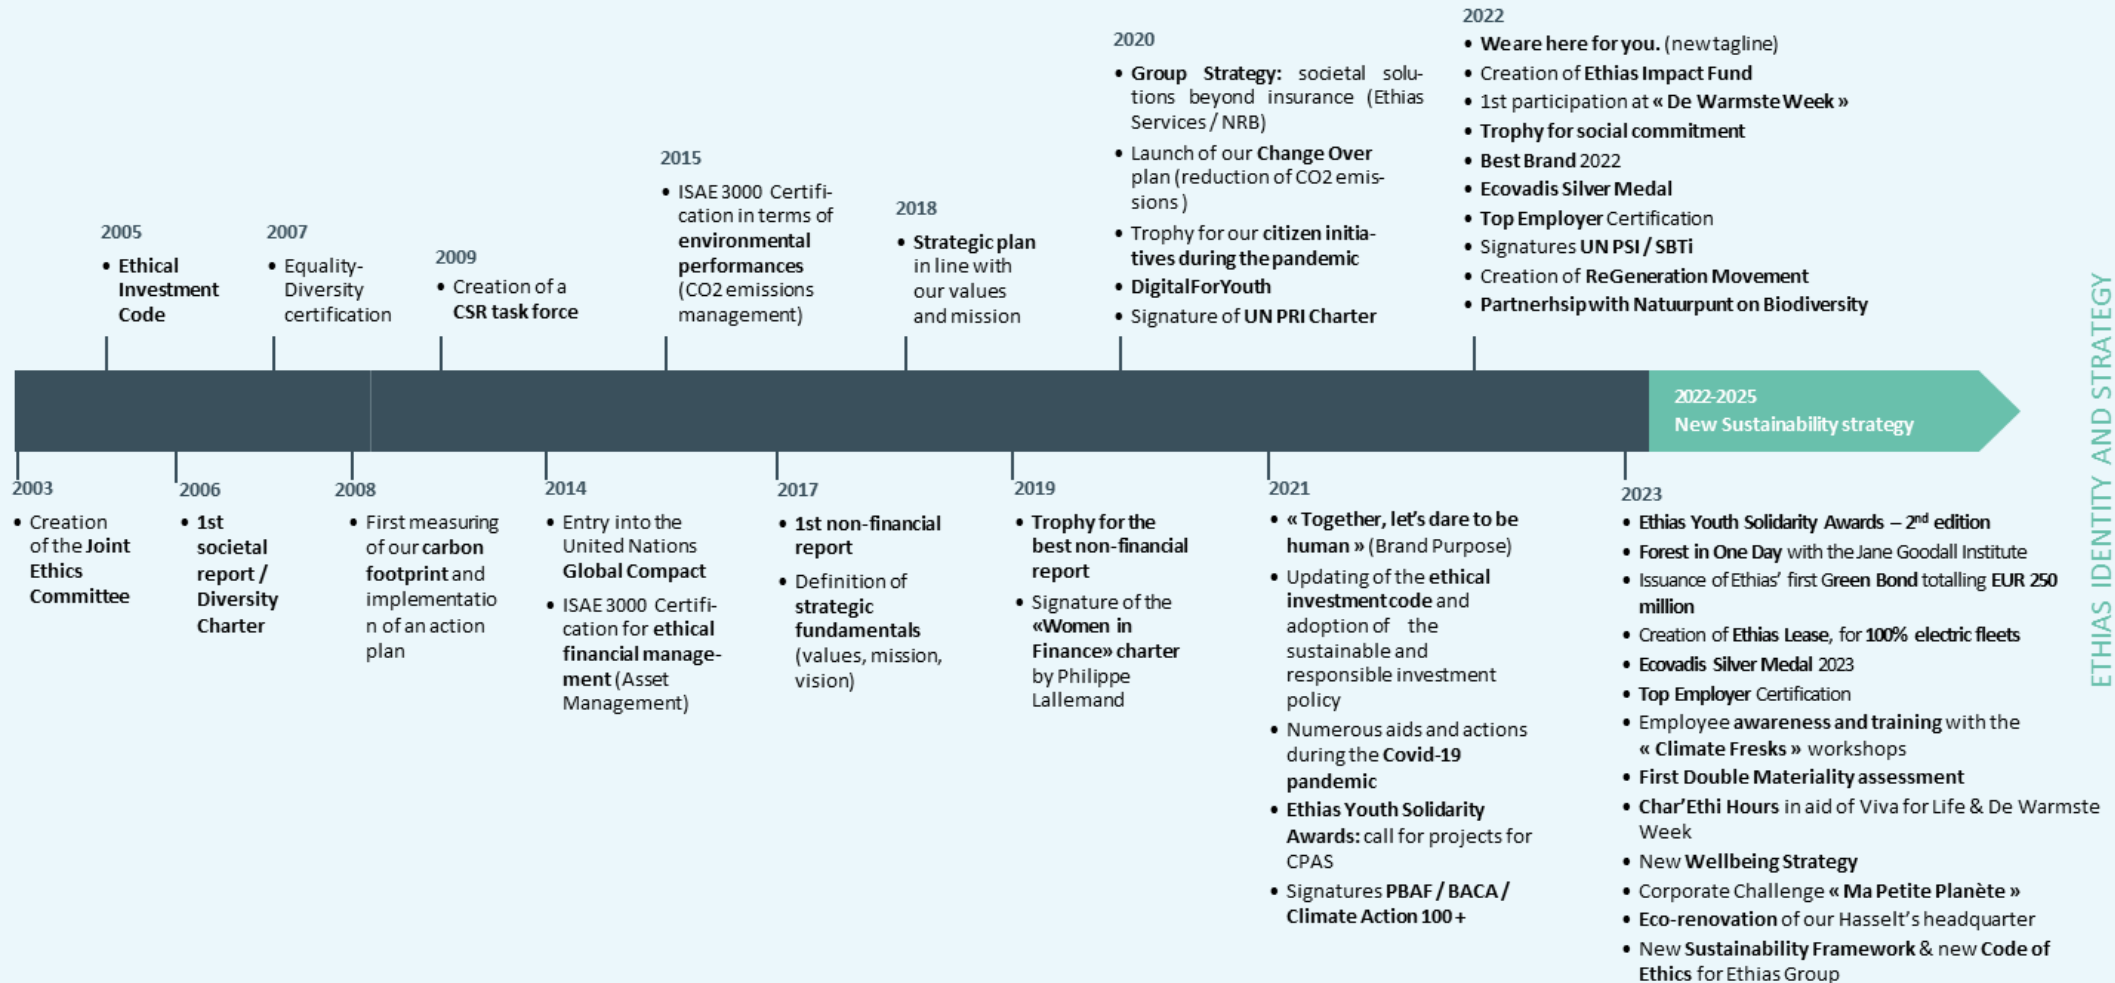 2005
• Ethical
Investment
Code
2007
• Equality-
Diversity
certification
2009
• Creation of a
CSR task force
2015
• ISAE 3000 Certifi-
cation in terms of
environmental
performances
(CO2 emissions
management)
2018
• Strategic plan
in line with
our values
and mission
2020
• Group Strategy: societal solu-
tions beyond insurance (Ethias
Services / NRB)
• Launch of our Change Over
plan (reduction of CO2 emis-
sions )
• Trophy for our citizen initia-
tives during the pandemic
• DigitalForYouth
• Signature of UN PRI Charter
2022
• We are here for you. (new tagline)
• Creation of Ethias Impact Fund
• 1st participation at « De Warmste Week »
• Trophy for social commitment
• Best Brand 2022
• Ecovadis Silver Medal
• Top Employer Certification
• Signatures UN PSI / SBTi
• Creation of ReGeneration Movement
• Partnerhsip with Natuurpunt on Biodiversity
2022-2025
New Sustainability strategy
2003
• Creation
of the Joint
Ethics
Committee
2006
• 1st
societal
report /
Diversity
Charter
2008
• First measuring
of our carbon
footprint and
implementatio
n of an action
plan
2014
• Entry into the
United Nations
Global Compact
• ISAE 3000 Certifi-
cation for ethical
financial manage-
ment (Asset
Management)
2017
• 1st non-financial
report
• Definition of
strategic
fundamentals
(values, mission,
vision)
2019
• Trophy for the
best non-financial
report
• Signature of the
«Women in
Finance» charter
by Philippe
Lallemand
2021
• « Together, let’s dare to be
human » (Brand Purpose)
• Updating of the ethical
investment code and
adoption of the
sustainable and
responsible investment
policy
• Numerous aids and actions
during the Covid-19
pandemic
• Ethias Youth Solidarity
Awards: call for projects for
CPAS
• Signatures PBAF / BACA /
Climate Action 100 +
2023
• Ethias Youth Solidarity Awards – 2nd edition
• Forest in One Day with the Jane Goodall Institute
• Issuance of Ethias’ first Green Bond totalling EUR 250
million
• Creation of Ethias Lease, for 100% electric fleets
• Ecovadis Silver Medal 2023
• Top Employer Certification
• Employee awareness and training with the
« Climate Fresks » workshops
• First Double Materiality assessment
• Char’Ethi Hours in aid of Viva for Life & De Warmste
Week
• New Wellbeing Strategy
• Corporate Challenge « Ma Petite Planète »
• Eco-renovation of our Hasselt’s headquarter
• New Sustainability Framework & new Code of
Ethics for Ethias Group
ETHIAS IDENTITY AND STRATEGY